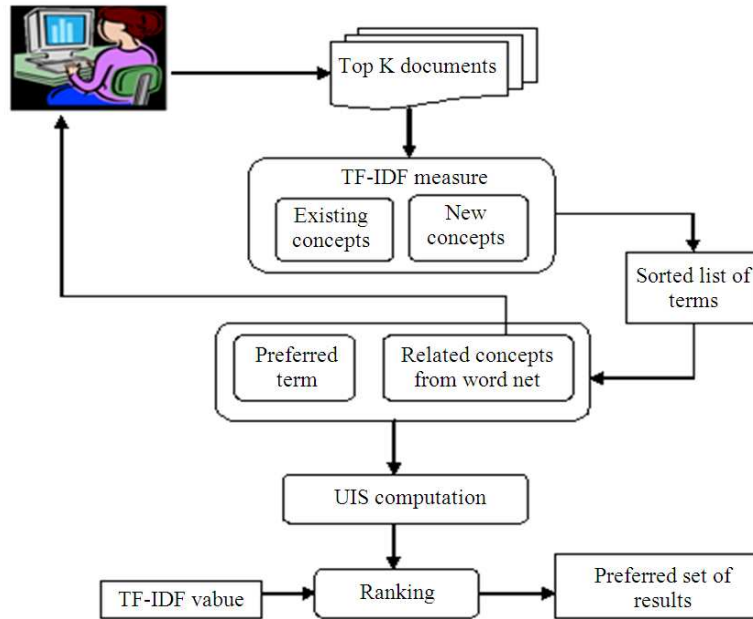 Top K documents
TF-IDF measure
Existing
concepts
New
concepts
Sorted list of
terms
Preferred
term
Related concepts
from word net
UIS computation
TF-IDF vabue
Ranking
Preferred set of
results